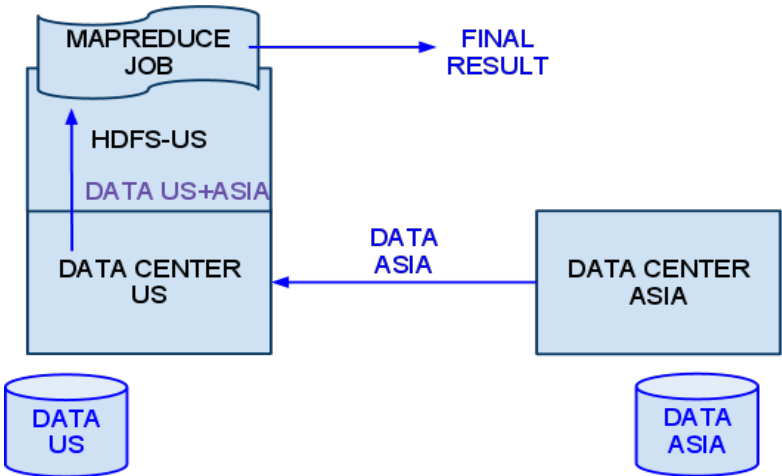 MAPREDUCE
JOB
FINAL
RESULT
HDFS-US
DATA US+ASIA
DATA
ASIA
DATA CENTER
US
DATA CENTER
ASIA
DATA
US
DATA
ASIA